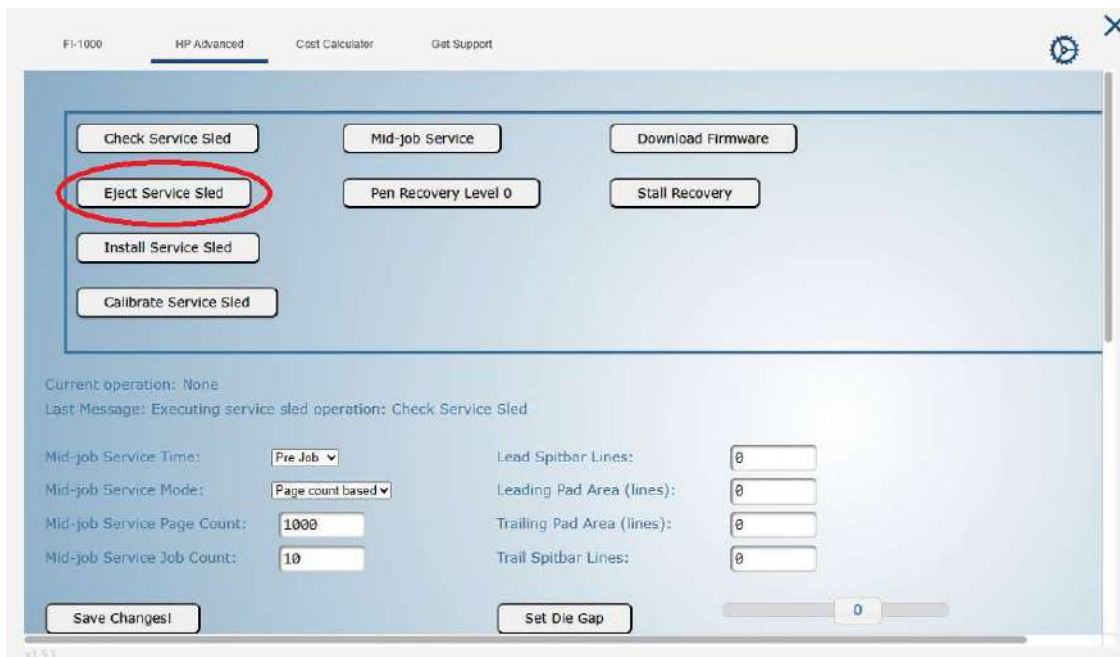 FI-1000 HP Advanced Cost Calculator Get Support
Check Service Sled Mid-job Service Download Firmware
Eject Service Sled Pen Recovery Level 0 Stall Recovery
Install Service Sled
Calibrate Service Sled
Current operation: None
Last Message: Executing service sled operation: Check Service Sled
Mid-job Service Time: Pre Job Lead Spitbar Lines: 0
Mid-job Service Mode: Page count based Leading Pad Area (lines): 0
Mid-job Service Page Count: 1000 Trailing Pad Area (lines): 0
Mid-job Service Job Count: 10 Trail Spitbar Lines: 0
Save Changes! Set Die Gap 0
v1.5.1